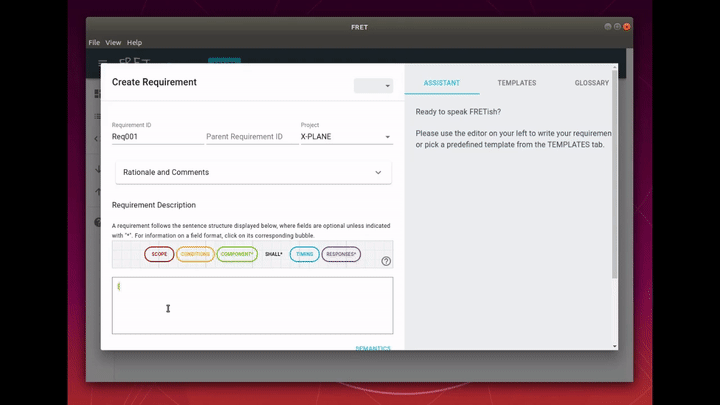 FRET
File View Help
FRET
Create Requirement
ASSISTANT TEMPLATES GLOSSARY
Ready to speak FRETish?
Please use the editor on your left to write your requiremen
or pick a predefined template from the TEMPLATES tab.
Requirement ID
Req001
Parent Requirement ID
Project
X-PLANE
Rationale and Comments
Requirement Description
A requirement follows the sentence structure displayed below, where fields are optional unless indicated
with "*". For information on a field format, click on its corresponding bubble.
SCOPE CONDITIONS COMPONENT* SHALL* TIMING RESPONSES*
SEMANTICS